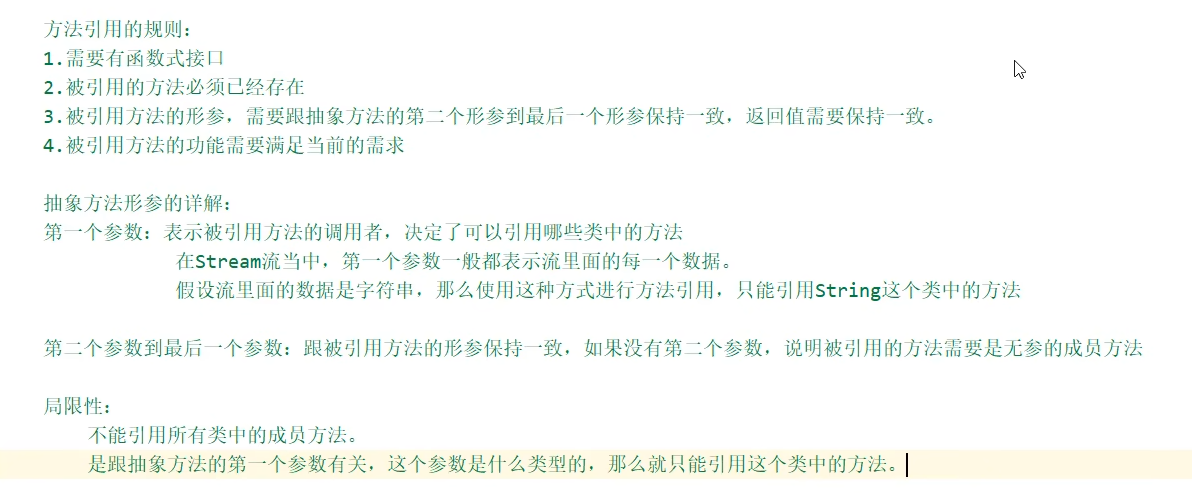 方法引用的规则：
1.需要有函数式接口
2.被引用的方法必须已经存在
3.被引用方法的形参，需要跟抽象方法的第二个形参到最后一个形参保持一致，返回值需要保持一致。
4.被引用方法的功能需要满足当前的需求
抽象方法形参的详解：
第一个参数：表示被引用方法的调用者，决定了可以引用哪些类中的方法
在Stream流当中，第一个参数一般都表示流里面的每一个数据。
假设流里面的数据是字符串，那么使用这种方式进行方法引用，只能引用String这个类中的方法
第二个参数到最后一个参数：跟被引用方法的形参保持一致，如果没有第二个参数，说明被引用的方法需要是无参的成员方法
局限性：
不能引用所有类中的成员方法。
是跟抽象方法的第一个参数有关，这个参数是什么类型的，那么就只能引用这个类中的方法。